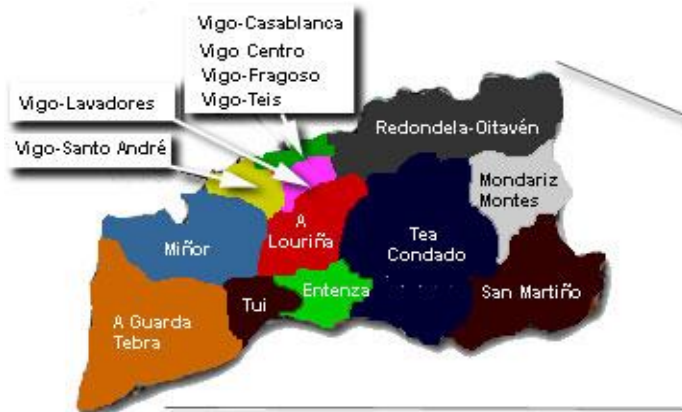 Vigo-Casablanca
Vigo Centro
Vigo-Fragoso
Vigo-Teis
Vigo-Lavadores
Vigo-Santo André
Redondela-Oitavén
Mondariz
Montes
A
Louriña
Tea
Condado
Miñor
Entenza
San Martiño
Tui
A Guarda
Tebra